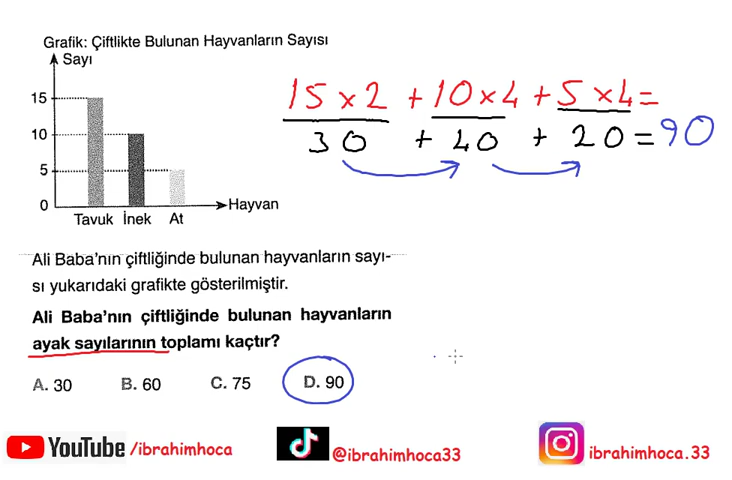 Grafik: Çiftlikte Bulunan Hayvanların Sayısı
Sayı
15
10
5
0
Tavuk İnek At
Hayvan
15 x 2 + 10 x 4 + 5 x 4 =
30 + 40 + 20 = 90
Ali Baba'nın çiftliğinde bulunan hayvanların sayı-
sı yukarıdaki grafikte gösterilmiştir.
Ali Baba'nın çiftliğinde bulunan hayvanların
ayak sayılarının toplamı kaçtır?
A. 30 B. 60 C. 75 D. 90
YouTube /ibrahimhoca
@ibrahimhoca33
ibrahimhoca.33